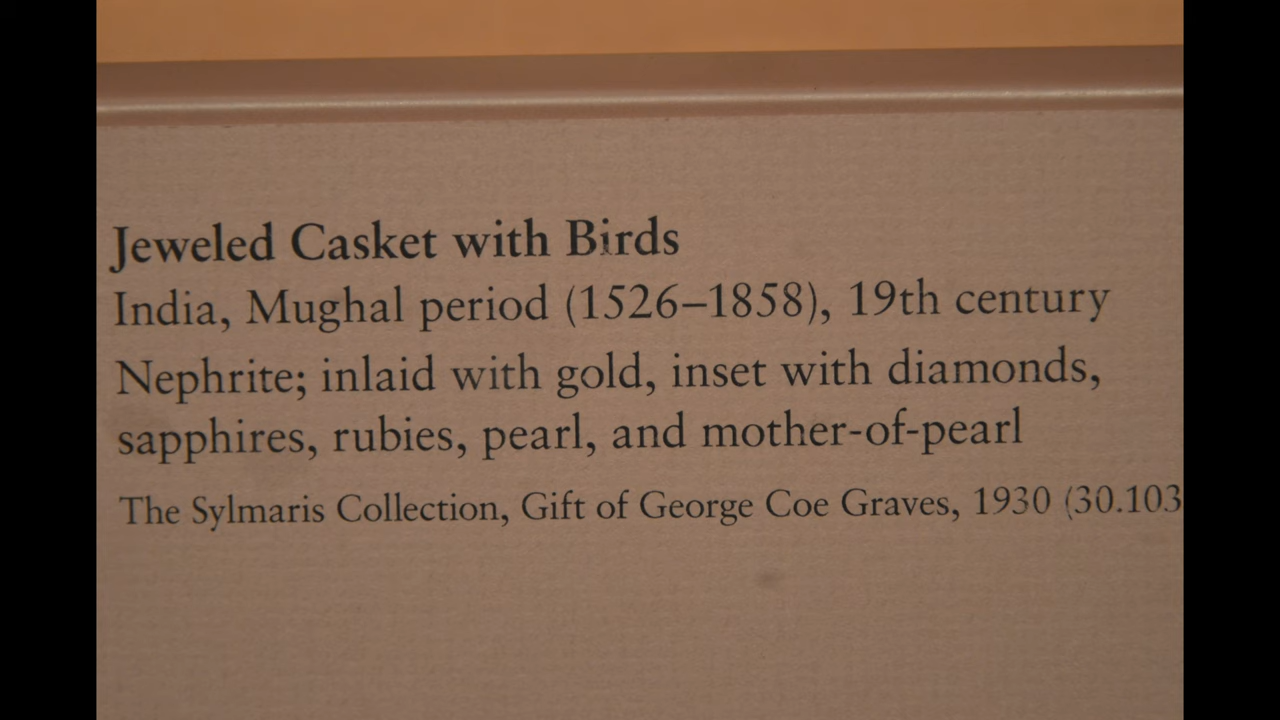 Jeweled Casket with Birds
India, Mughal period (1526–1858), 19th century
Nephrite; inlaid with gold, inset with diamonds,
sapphires, rubies, pearl, and mother-of-pearl
The Sylmaris Collection, Gift of George Coe Graves, 1930 (30.103